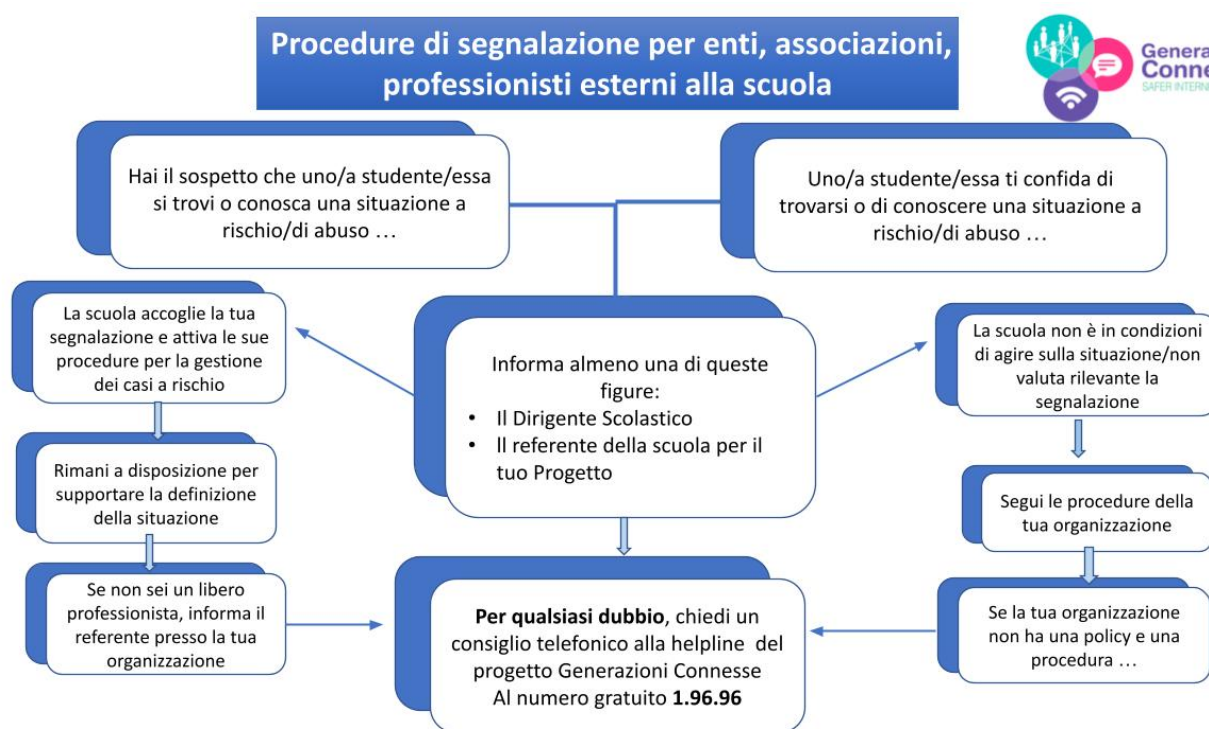 Procedure di segnalazione per enti, associazioni,
professionisti esterni alla scuola
Genera
Conne
SAFER INTERN
Hai il sospetto che uno/a studente/essa
si trovi o conosca una situazione a
rischio/di abuso …
Uno/a studente/essa ti confida di
trovarsi o di conoscere una situazione a
rischio/di abuso …
La scuola accoglie la tua
segnalazione e attiva le sue
procedure per la gestione
dei casi a rischio
Informa almeno una di queste
figure:
• Il Dirigente Scolastico
• Il referente della scuola per il
tuo Progetto
La scuola non è in condizioni
di agire sulla situazione/non
valuta rilevante la
segnalazione
Rimani a disposizione per
supportare la definizione
della situazione
Segui le procedure della
tua organizzazione
Se non sei un libero
professionista, informa il
referente presso la tua
organizzazione
Per qualsiasi dubbio, chiedi un
consiglio telefonico alla helpline del
progetto Generazioni Connesse
Al numero gratuito 1.96.96
Se la tua organizzazione
non ha una policy e una
procedura …